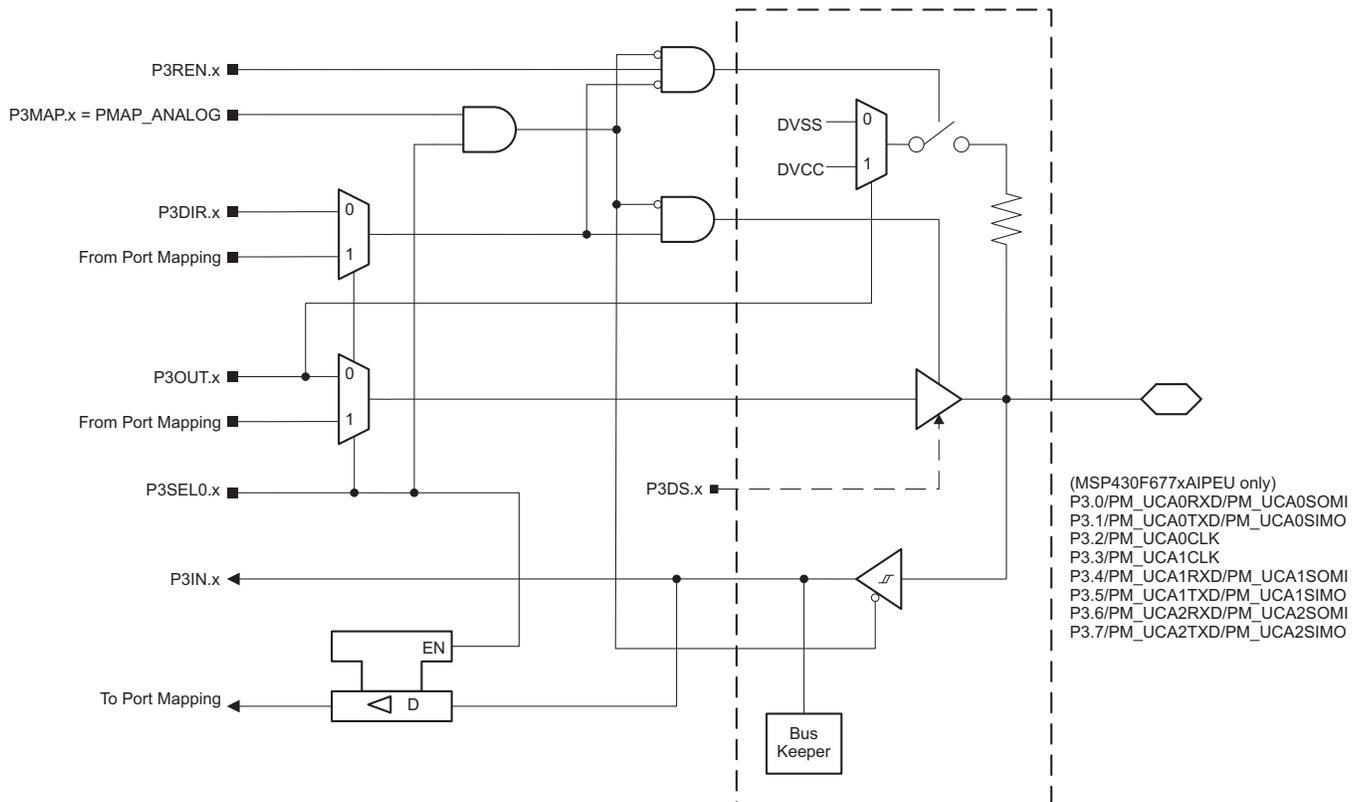 P3REN.x
P3MAP.x = PMAP_ANALOG
DVSS
0
DVCC
1
P3DIR.x
0
From Port Mapping
1
P3OUT.x
0
From Port Mapping
1
P3SEL0.x
P3DS.x
(MSP430F677xAIPEU only)
P3.0/PM_UCA0RXD/PM_UCA0SOMI
P3.1/PM_UCA0TXD/PM_UCA0SIMO
P3.2/PM_UCA0CLK
P3.3/PM_UCA1CLK
P3.4/PM_UCA1RXD/PM_UCA1SOMI
P3.5/PM_UCA1TXD/PM_UCA1SIMO
P3.6/PM_UCA2RXD/PM_UCA2SOMI
P3.7/PM_UCA2TXD/PM_UCA2SIMO
P3IN.x
EN
To Port Mapping
D
Bus
Keeper